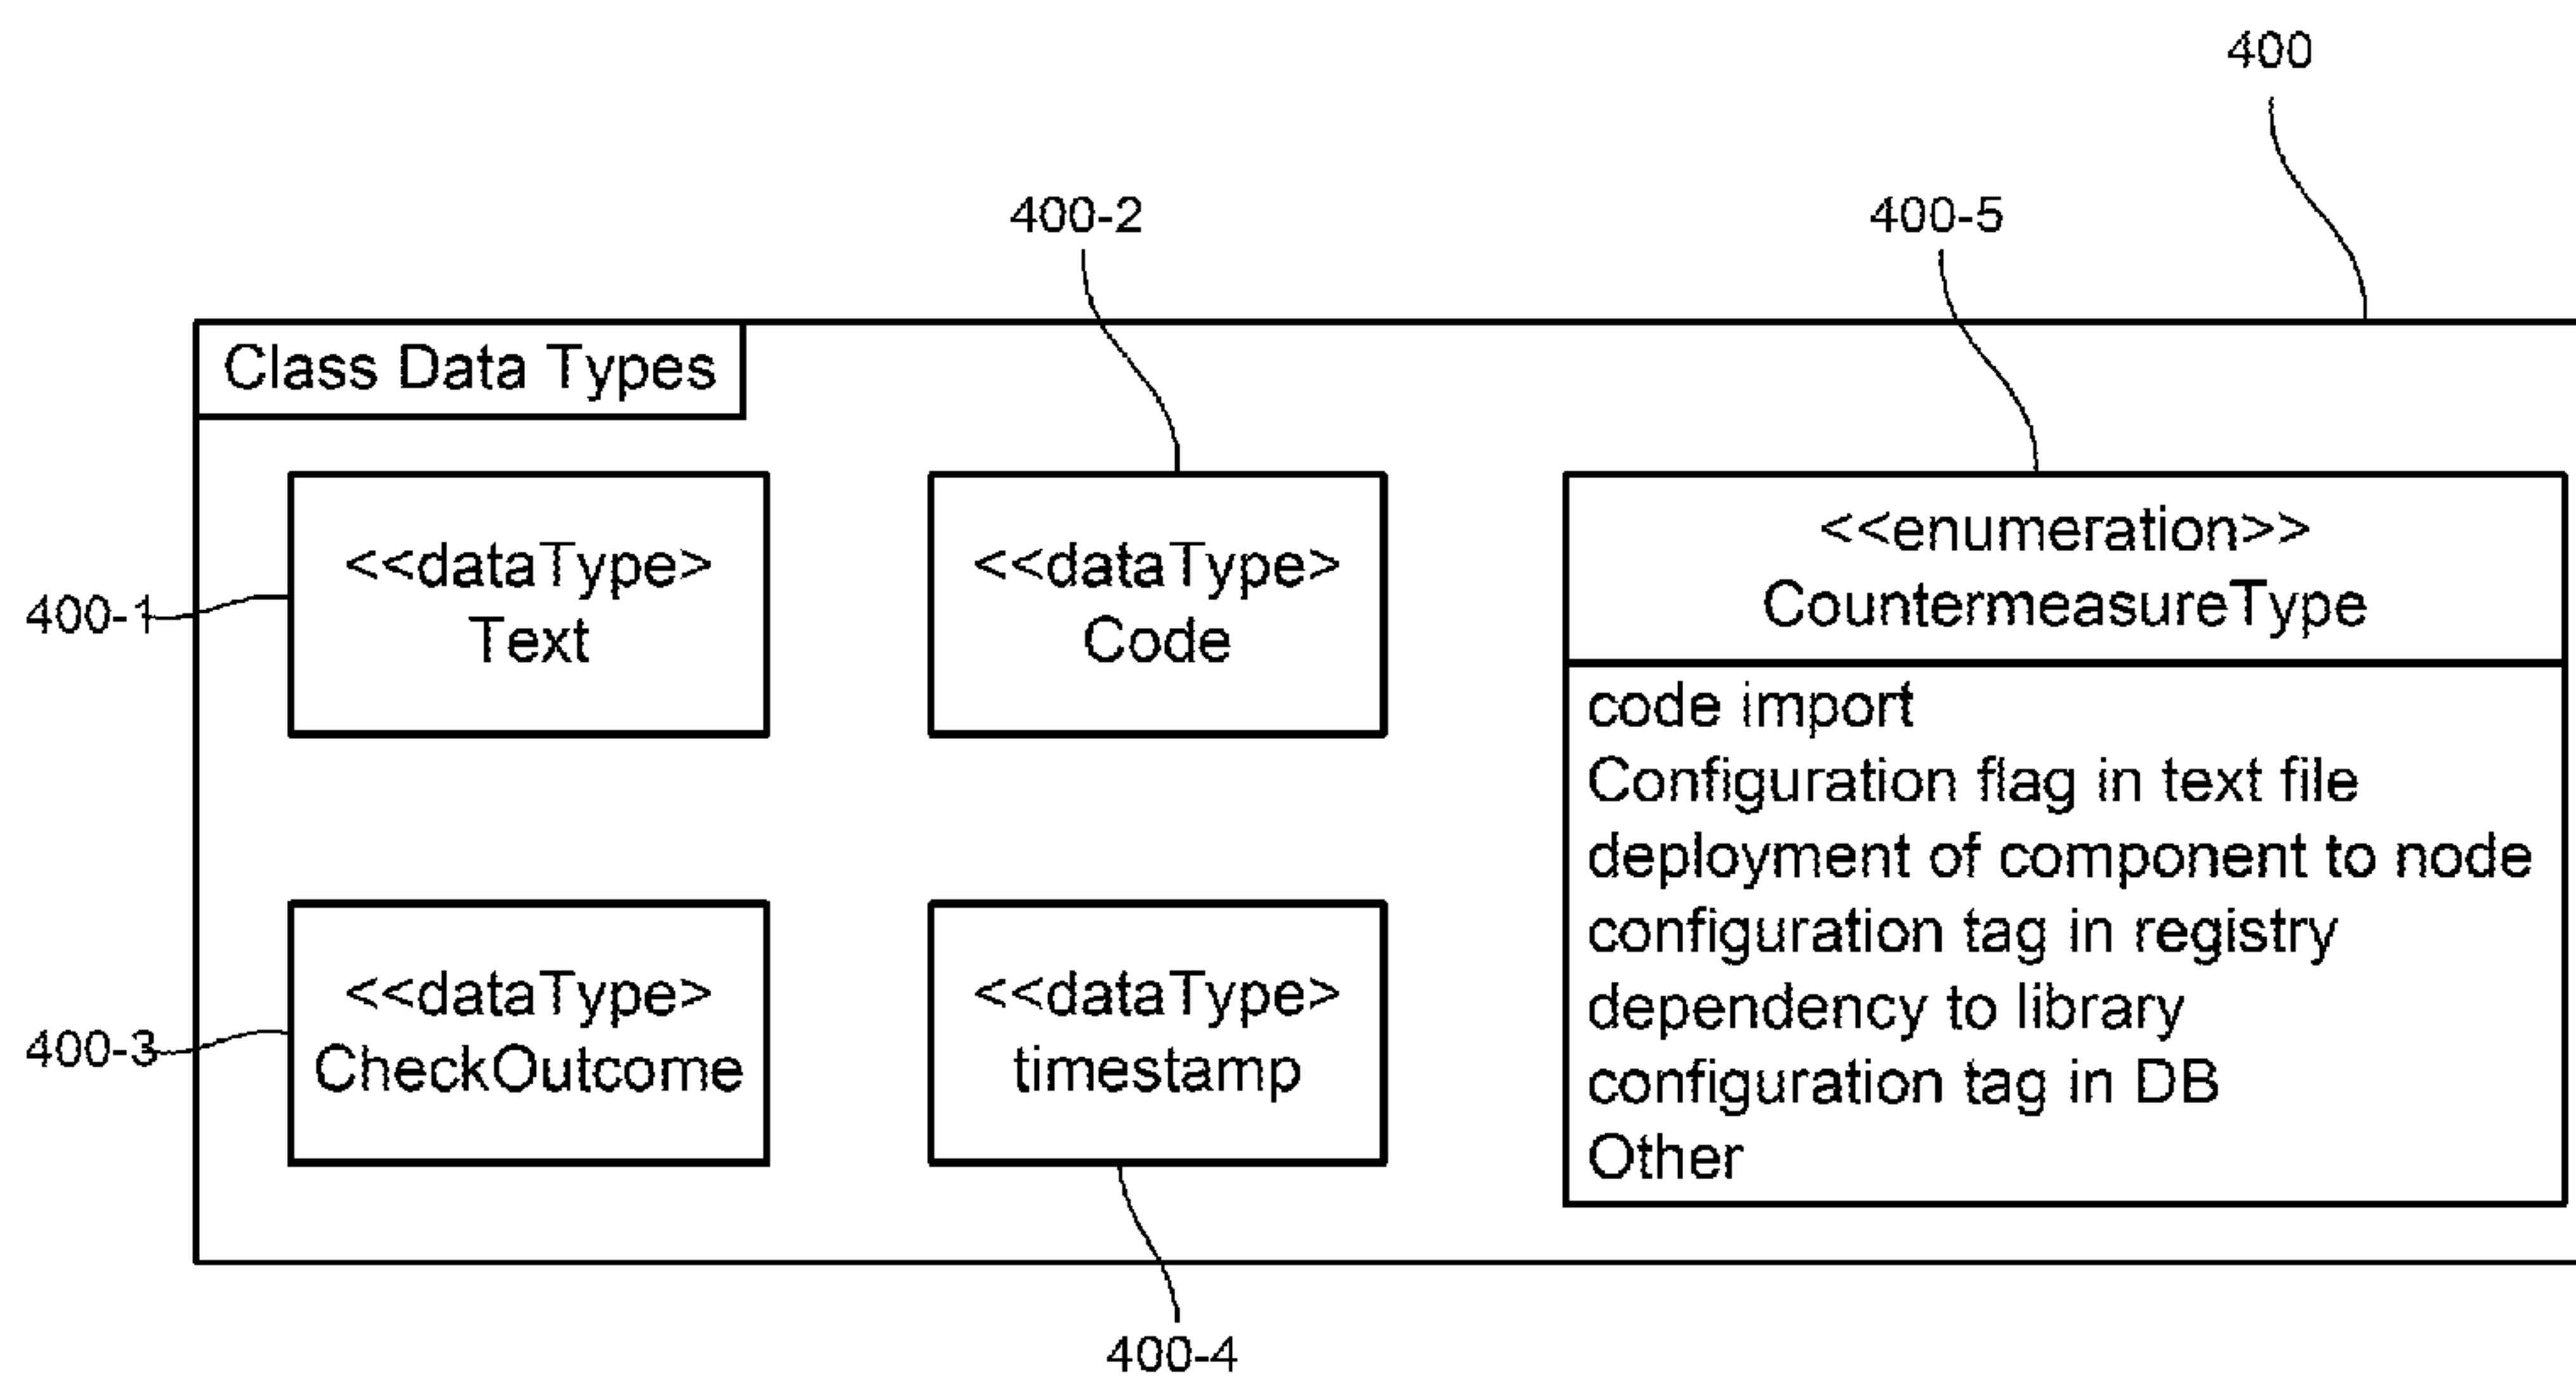 400
400-2
400-5
Class Data Types
<<dataType>
Text
400-1
<<dataType>
Code
<<enumeration>>
CountermeasureType
code import
Configuration flag in text file
deployment of component to node
configuration tag in registry
dependency to library
configuration tag in DB
Other
<<dataType>
CheckOutcome
400-3
<<dataType>
timestamp
400-4